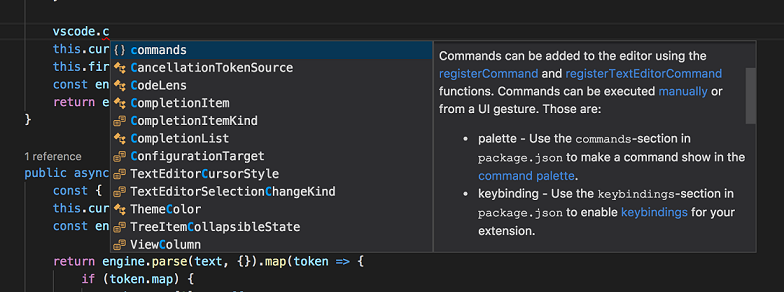 vscode.c
this.cur
this.fir
const en
return e
}
1 reference
public async
const {
this.cur
const en
return engine.parse(text, {}).map(token => {
if (token.map) {
{} commands
CancellationTokenSource
CodeLens
CompletionItem
CompletionItemKind
CompletionList
ConfigurationTarget
TextEditorCursorStyle
TextEditorSelectionChangeKind
ThemeColor
TreeItemCollapsibleState
ViewColumn
Commands can be added to the editor using the
registerCommand and registerTextEditorCommand
functions. Commands can be executed manually or
from a UI gesture. Those are:
• palette - Use the commands-section in
package.json to make a command show in the
command palette.
• keybinding - Use the keybindings-section in
package.json to enable keybindings for your
extension.